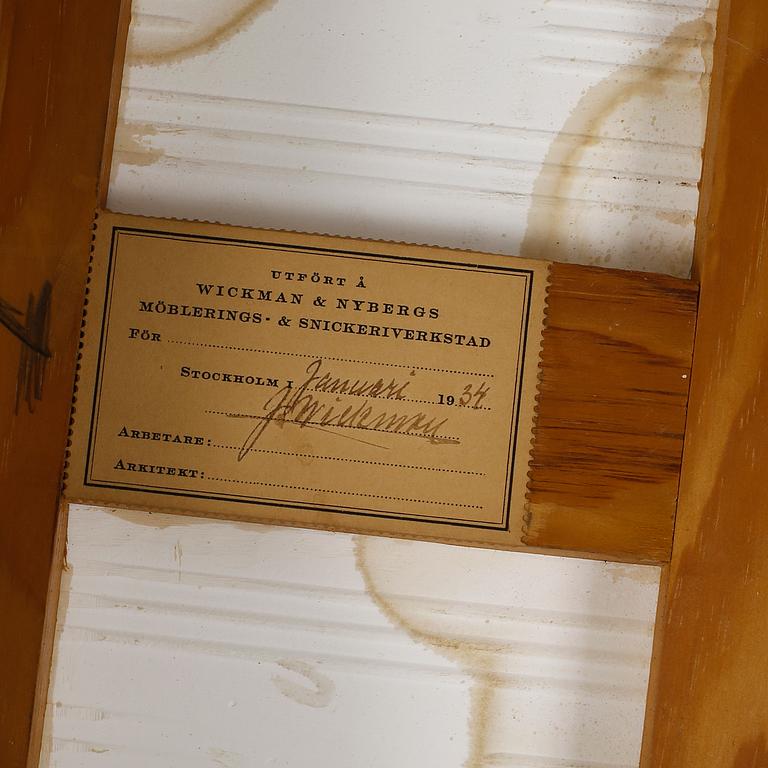 UTFÖRT Å
WICKMAN & NYBERGS
MÖBLERINGS- & SNICKERIVERKSTAD
FÖR
STOCKHOLM I Januari 1934
J. Wickman
ARBETARE:
ARKITEKT: